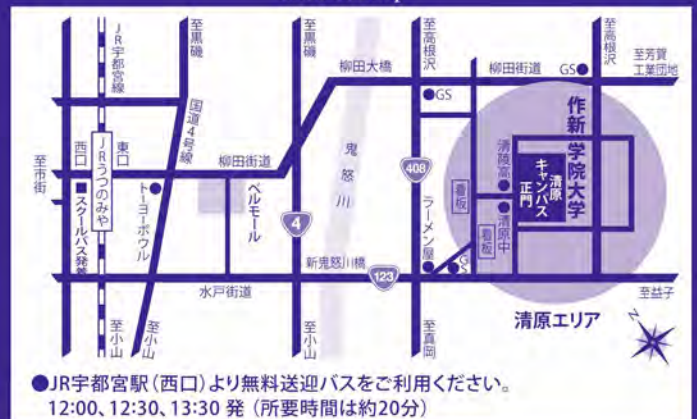 至黒磯
至黒磯
至高根沢
至高根沢
JR宇都宮線
国道4号線
柳田大橋
柳田街道
GS
至芳賀
工業団地
GS
西口
東口
JRうつのみや
至市街
スクールバス発着
トーヨーボウル
柳田街道
ベルモール
鬼怒川
4
408
清陵高
看板
清原中
看板
ラーメン屋
GS
作新学院大学
清原
キャンパス
正門
新鬼怒川橋
123
水戸街道
至益子
至小山
至小山
至小山
至真岡
清原エリア
N
●JR宇都宮駅(西口)より無料送迎バスをご利用ください。
12:00、12:30、13:30 発 (所要時間は約20分)